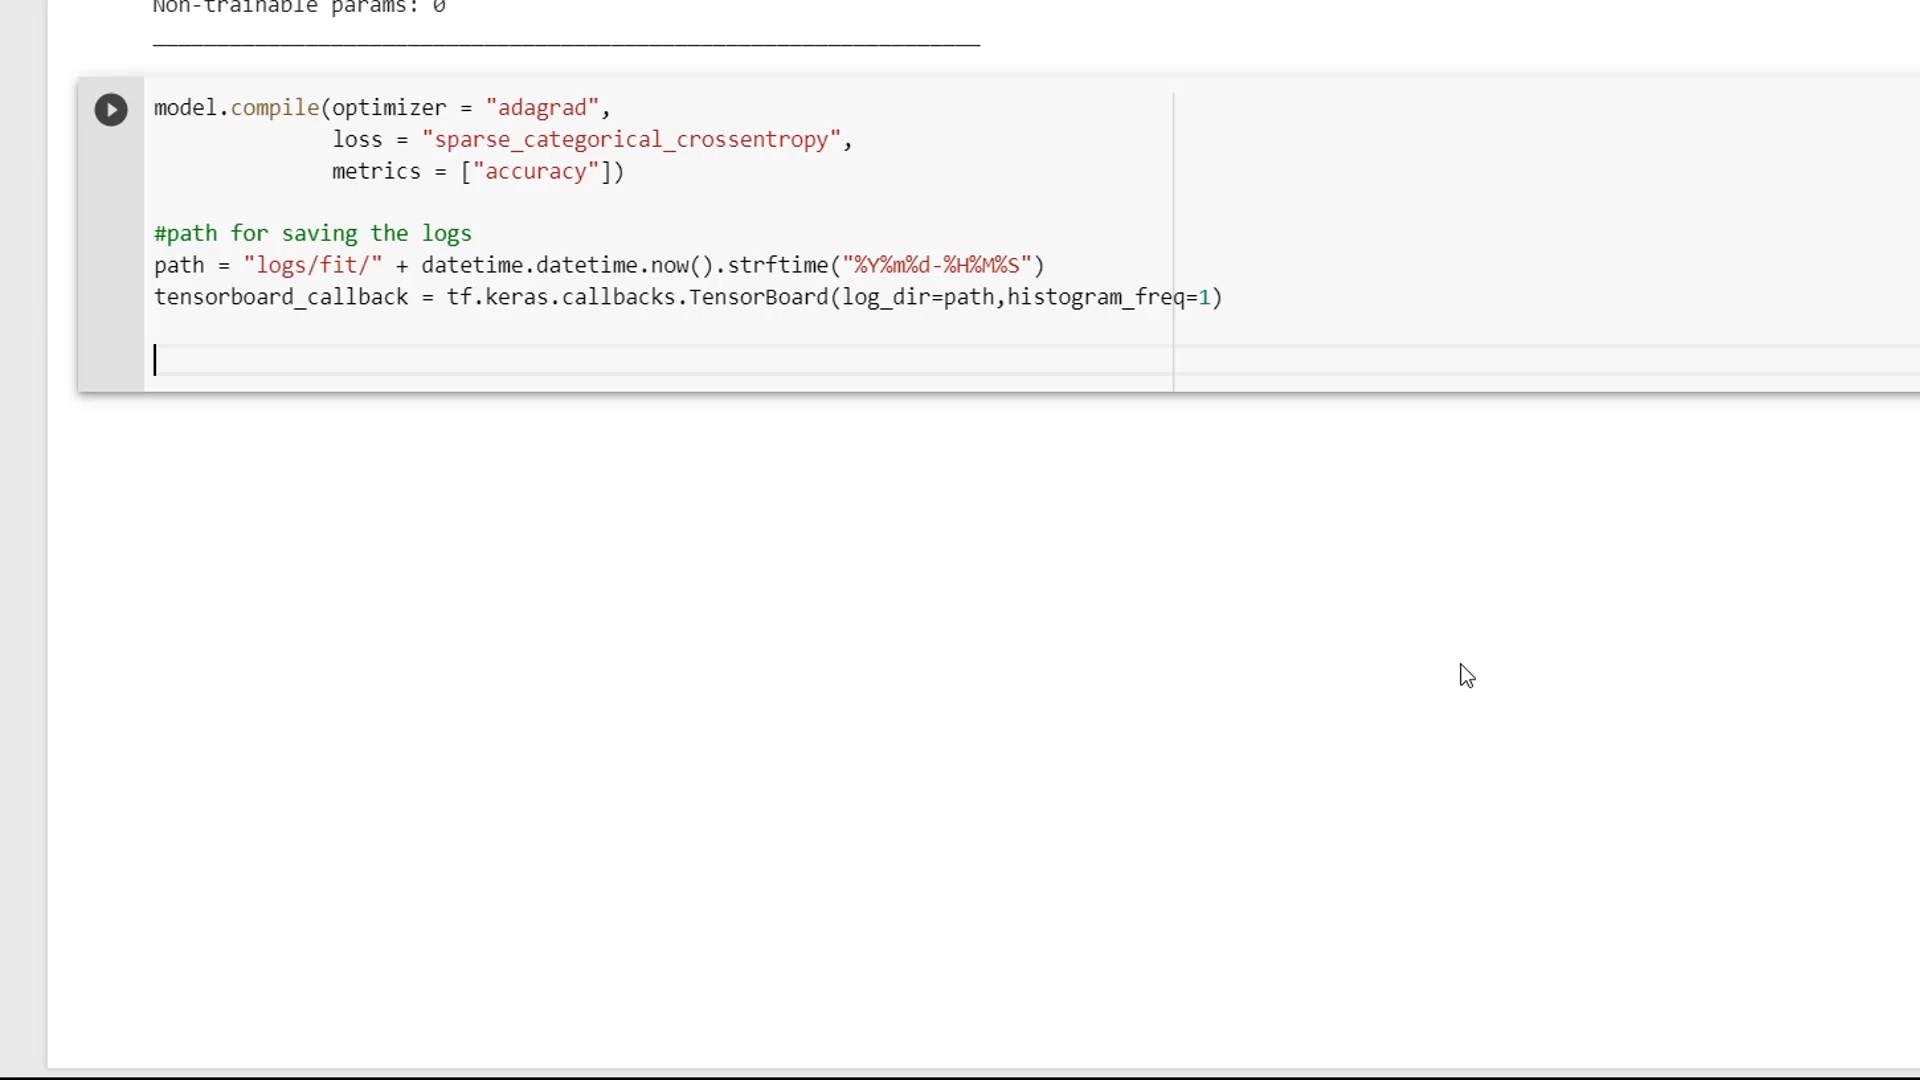 Non-trainable params: 0
model.compile(optimizer = "adagrad",
loss = "sparse_categorical_crossentropy",
metrics = ["accuracy"])
#path for saving the logs
path = "logs/fit/" + datetime.datetime.now().strftime("%Y%m%d-%H%M%S")
tensorboard_callback = tf.keras.callbacks.TensorBoard(log_dir=path,histogram_freq=1)